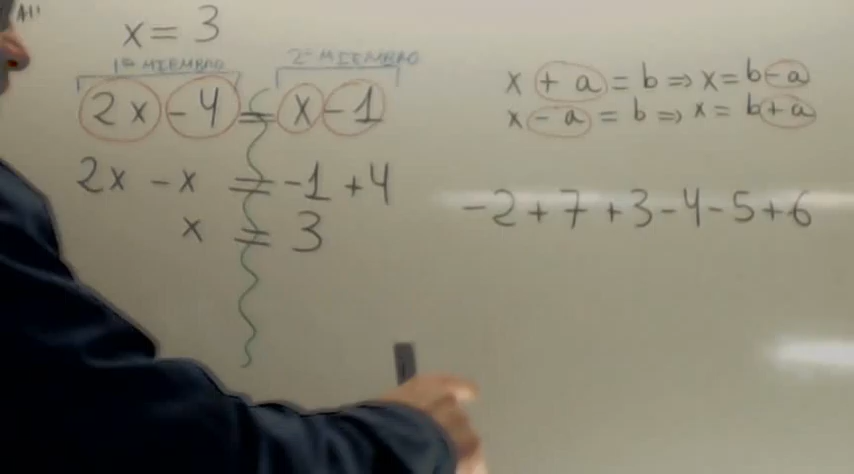 x = 3
1er MIEMBRO 2º MIEMBRO
2x - 4 = x - 1
2x - x = -1 + 4
x = 3
x + a = b ⇒ x = b - a
x - a = b ⇒ x = b + a
-2 + 7 + 3 - 4 - 5 + 6